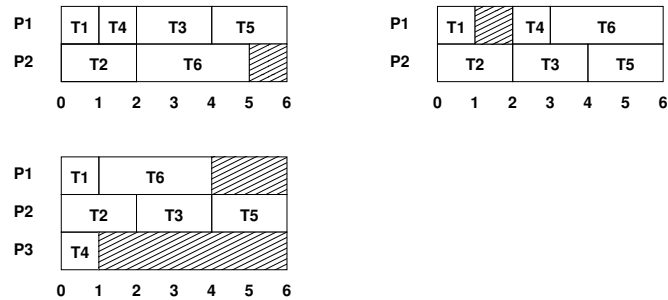 P1 T1 T4 T3 T5
P2 T2 T6
0 1 2 3 4 5 6
P1 T1 T4 T6
P2 T2 T3 T5
0 1 2 3 4 5 6
P1 T1 T6
P2 T2 T3 T5
P3 T4
0 1 2 3 4 5 6